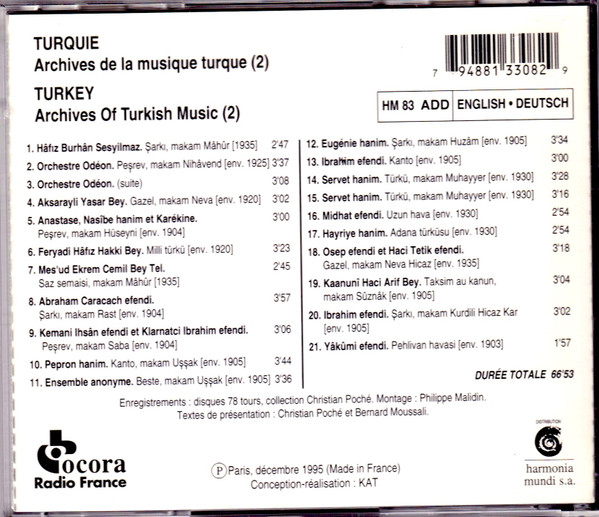 TURQUIE
Archives de la musique turque (2)
TURKEY
Archives Of Turkish Music (2)
7 94881 33082 9
HM 83 ADD ENGLISH • DEUTSCH
1. Hâfız Burhân Sesyilmaz. Şarkı, makam Mâhûr [1935] 2'47
2. Orchestre Odéon. Peşrev, makam Nihâvend [env. 1925] 3'37
3. Orchestre Odéon. (suite) 3'08
4. Aksarayli Yasar Bey. Gazel, makam Neva [env. 1920] 3'02
5. Anastase, Nasîbe hanim et Karékine. 3'00
Peşrev, makam Hüseyni [env. 1904]
6. Feryadi Hâfız Hakki Bey. Milli türkü [env. 1920] 3'23
7. Mes'ud Ekrem Cemil Bey Tel. 2'45
Saz semaisi, makam Mâhûr [1935]
8. Abraham Caracach efendi. 3'57
Şarkı, makam Rast [env. 1904]
9. Kemani Ihsân efendi et Klarnatci Ibrahim efendi. 3'06
Peşrev, makam Saba [env. 1904]
10. Pepron hanim. Kanto, makam Uşşak [env. 1905] 3'44
11. Ensemble anonyme. Beste, makam Uşşak [env. 1905] 3'36
12. Eugénie hanim. Şarkı, makam Huzâm [env. 1905] 3'34
13. Ibrahim efendi. Kanto [env. 1905] 3'00
14. Servet hanim. Türkü, makam Muhayyer [env. 1930] 3'28
15. Servet hanim. Türkü, makam Muhayyer [env. 1930] 3'16
16. Midhat efendi. Uzun hava [env. 1930] 2'54
17. Hayriye hanim. Adana türküsu [env. 1930] 2'54
18. Osep efendi et Haci Tetik efendi. 3'18
Gazel, makam Neva Hicaz [env. 1935]
19. Kaanunî Haci Arif Bey. Taksim au kanun, 3'04
makam Sûznâk [env. 1905]
20. Ibrahim efendi. Şarkı, makam Kurdili Hicaz Kar 3'02
[env. 1905]
21. Yâkûmi efendi. Pehlivan havasi [env. 1903] 1'57
DURÉE TOTALE 66'53
Enregistrements : disques 78 tours, collection Christian Poché. Montage : Philippe Malidin.
Textes de présentation : Christian Poché et Bernard Moussali.
ocora
Radio France
Ⓟ Paris, décembre 1995 (Made in France)
Conception-réalisation : KAT
DISTRIBUTION
harmonia
mundi s.a.